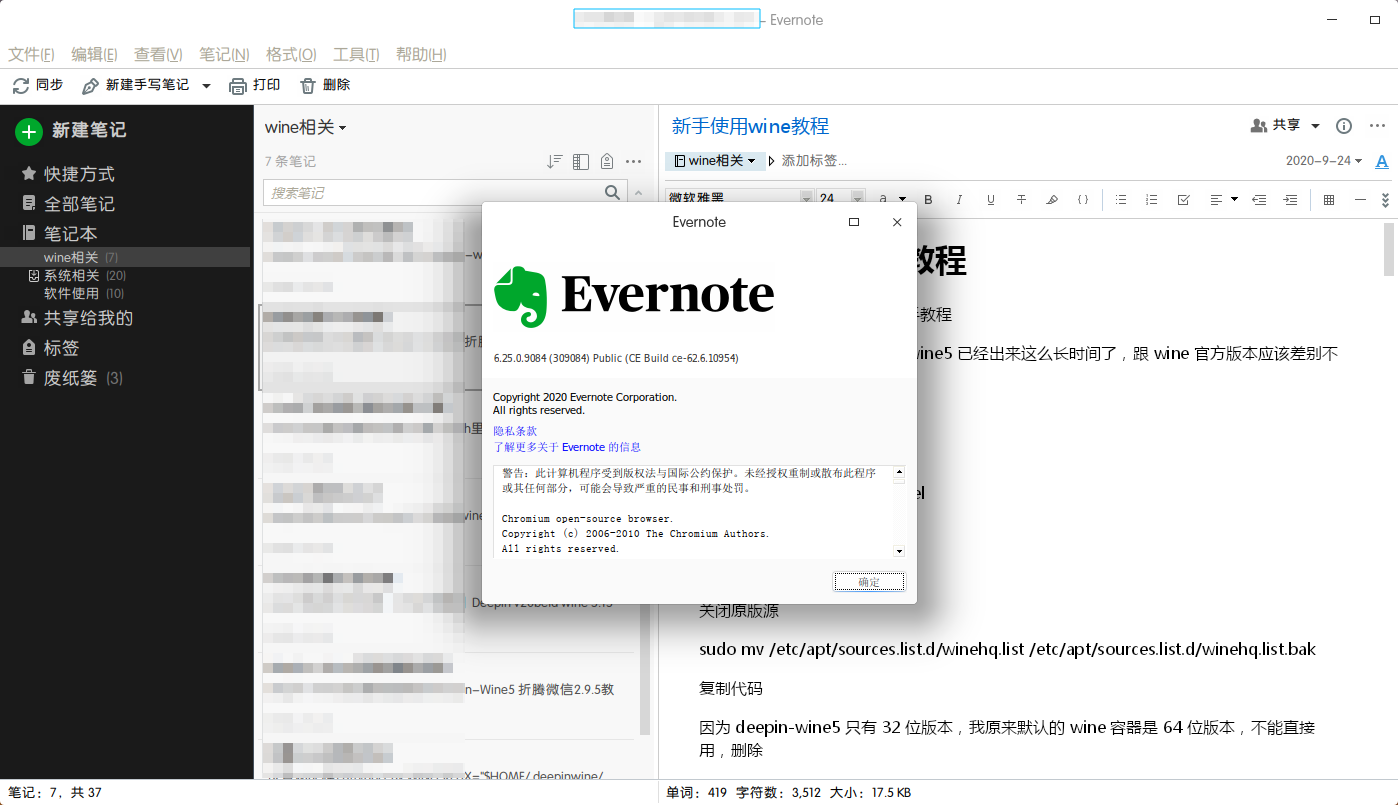 – Evernote
文件(F) 编辑(E) 查看(V) 笔记(N) 格式(O) 工具(T) 帮助(H)
同步 新建手写笔记 打印 删除
新建笔记
快捷方式
全部笔记
笔记本
wine相关 (7)
系统相关 (20)
软件使用 (10)
共享给我的
标签
废纸篓 (3)
wine相关
7 条笔记
搜索笔记
折
h里
wine
Deepin v20beta wine 5.15
n-Wine5 折腾微信2.9.5教
X="$HOME/.deepinwine/
新手使用wine教程
共享
wine相关 添加标签...
2020-9-24
微软雅黑 24 a B I U T
教程
教程
wine5 已经出来这么长时间了，跟 wine 官方版本应该差别不
el
关闭原版源
sudo mv /etc/apt/sources.list.d/winehq.list /etc/apt/sources.list.d/winehq.list.bak
复制代码
因为 deepin-wine5 只有 32 位版本，我原来默认的 wine 容器是 64 位版本，不能直接
用，删除
Evernote
Evernote
6.25.0.9084 (309084) Public (CE Build ce-62.6.10954)
Copyright 2020 Evernote Corporation.
All rights reserved.
隐私条款
了解更多关于 Evernote 的信息
警告：此计算机程序受到版权法与国际公约保护。未经授权重制或散布此程序
或其任何部分，可能会导致严重的民事和刑事处罚。
Chromium open-source browser.
Copyright (c) 2006-2010 The Chromium Authors.
All rights reserved.
确定
笔记：7，共 37
单词：419 字符数：3,512 大小：17.5 KB